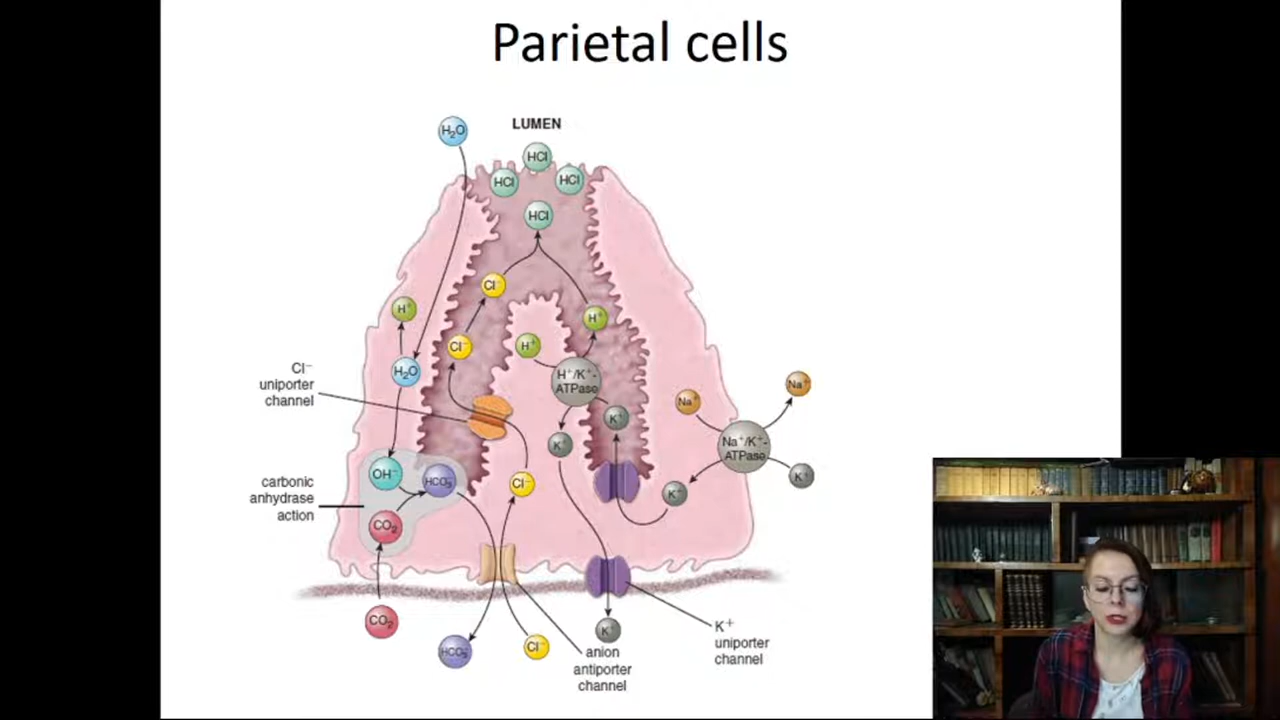 Parietal cells
LUMEN
H₂O
HCl
HCl
HCl
HCl
Cl⁻
H⁺
H⁺
Cl⁻
H⁺
H₂O
H⁺/K⁺-
ATPase
Cl⁻
uniporter
channel
Na⁺
Na⁺
K⁺
K⁺
Na⁺/K⁺-
ATPase
K⁺
K⁺
OH⁻
HCO₃⁻
Cl⁻
carbonic
anhydrase
action
CO₂
CO₂
HCO₃⁻
Cl⁻
K⁺
anion
antiporter
channel
K⁺
uniporter
channel